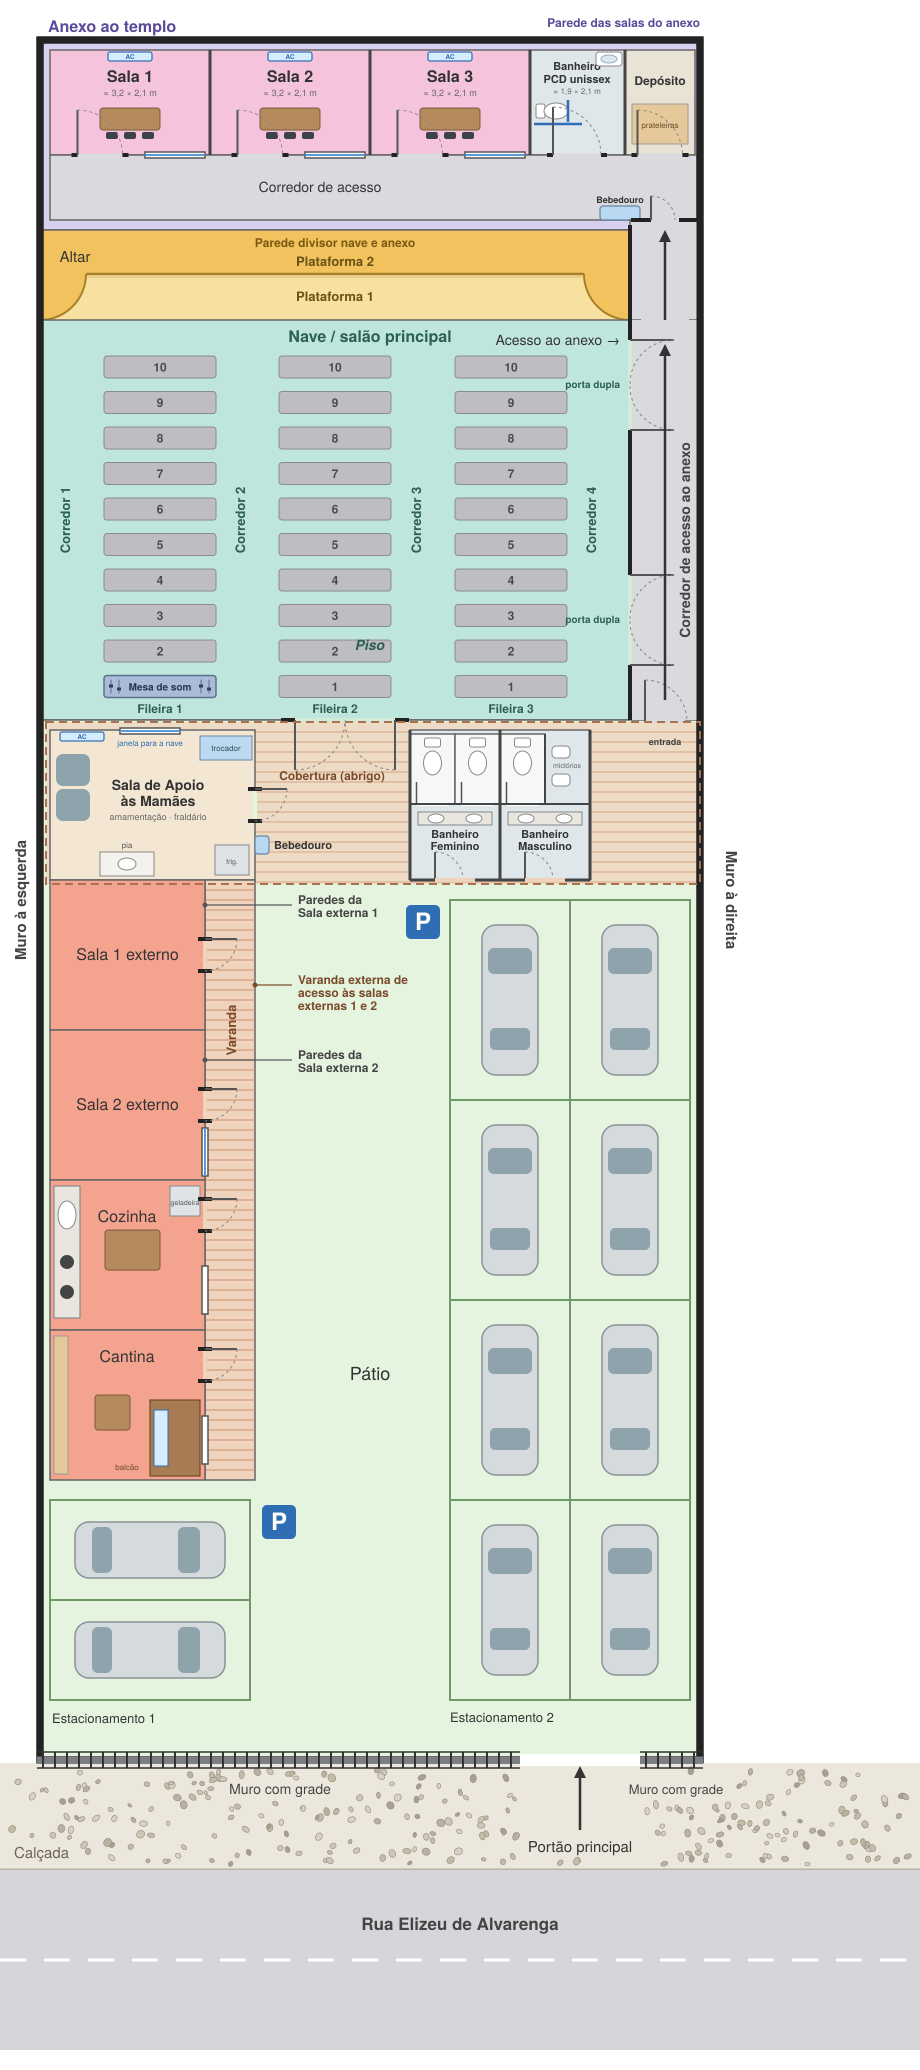 Anexo ao templo
Parede das salas do anexo
AC
AC
AC
Sala 1
≈ 3,2 × 2,1 m
Sala 2
≈ 3,2 × 2,1 m
Sala 3
≈ 3,2 × 2,1 m
Banheiro
PCD unissex
≈ 1,9 × 2,1 m
Depósito
prateleiras
Corredor de acesso
Bebedouro
Parede divisor nave e anexo
Altar
Plataforma 2
Plataforma 1
Nave / salão principal
Acesso ao anexo →
10
10
10
porta dupla
9
9
9
8
8
8
7
7
7
6
6
6
5
5
5
4
4
4
3
3
3
porta dupla
2
2
2
Piso
Mesa de som
1
1
Corredor 1
Corredor 2
Corredor 3
Corredor 4
Corredor de acesso ao anexo
Fileira 1
Fileira 2
Fileira 3
AC
janela para a nave
trocador
entrada
Cobertura (abrigo)
Sala de Apoio
às Mamães
amamentação · fraldário
pia
frig.
Bebedouro
mictórios
Banheiro
Feminino
Banheiro
Masculino
Muro à esquerda
Muro à direita
Paredes da
Sala externa 1
P
Sala 1 externo
Varanda externa de
acesso às salas
externas 1 e 2
Varanda
Paredes da
Sala externa 2
Sala 2 externo
geladeira
Cozinha
Cantina
Pátio
balcão
P
Estacionamento 1
Estacionamento 2
Muro com grade
Muro com grade
Portão principal
Calçada
Rua Elizeu de Alvarenga